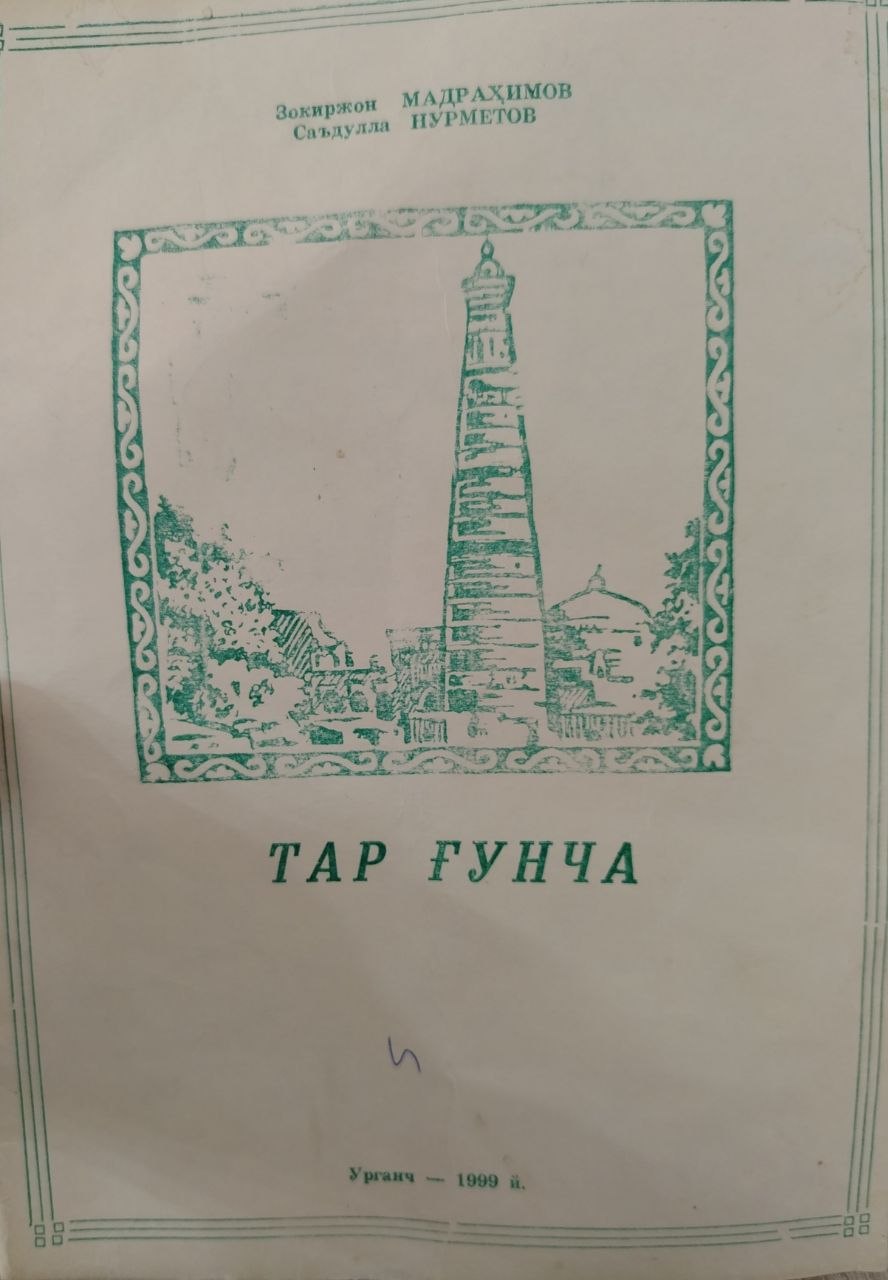 Зокиржон МАДРАҲИМОВ
Саъдулла НУРМЕТОВ
ТАР ҒУНЧА
Урганч — 1999 й.